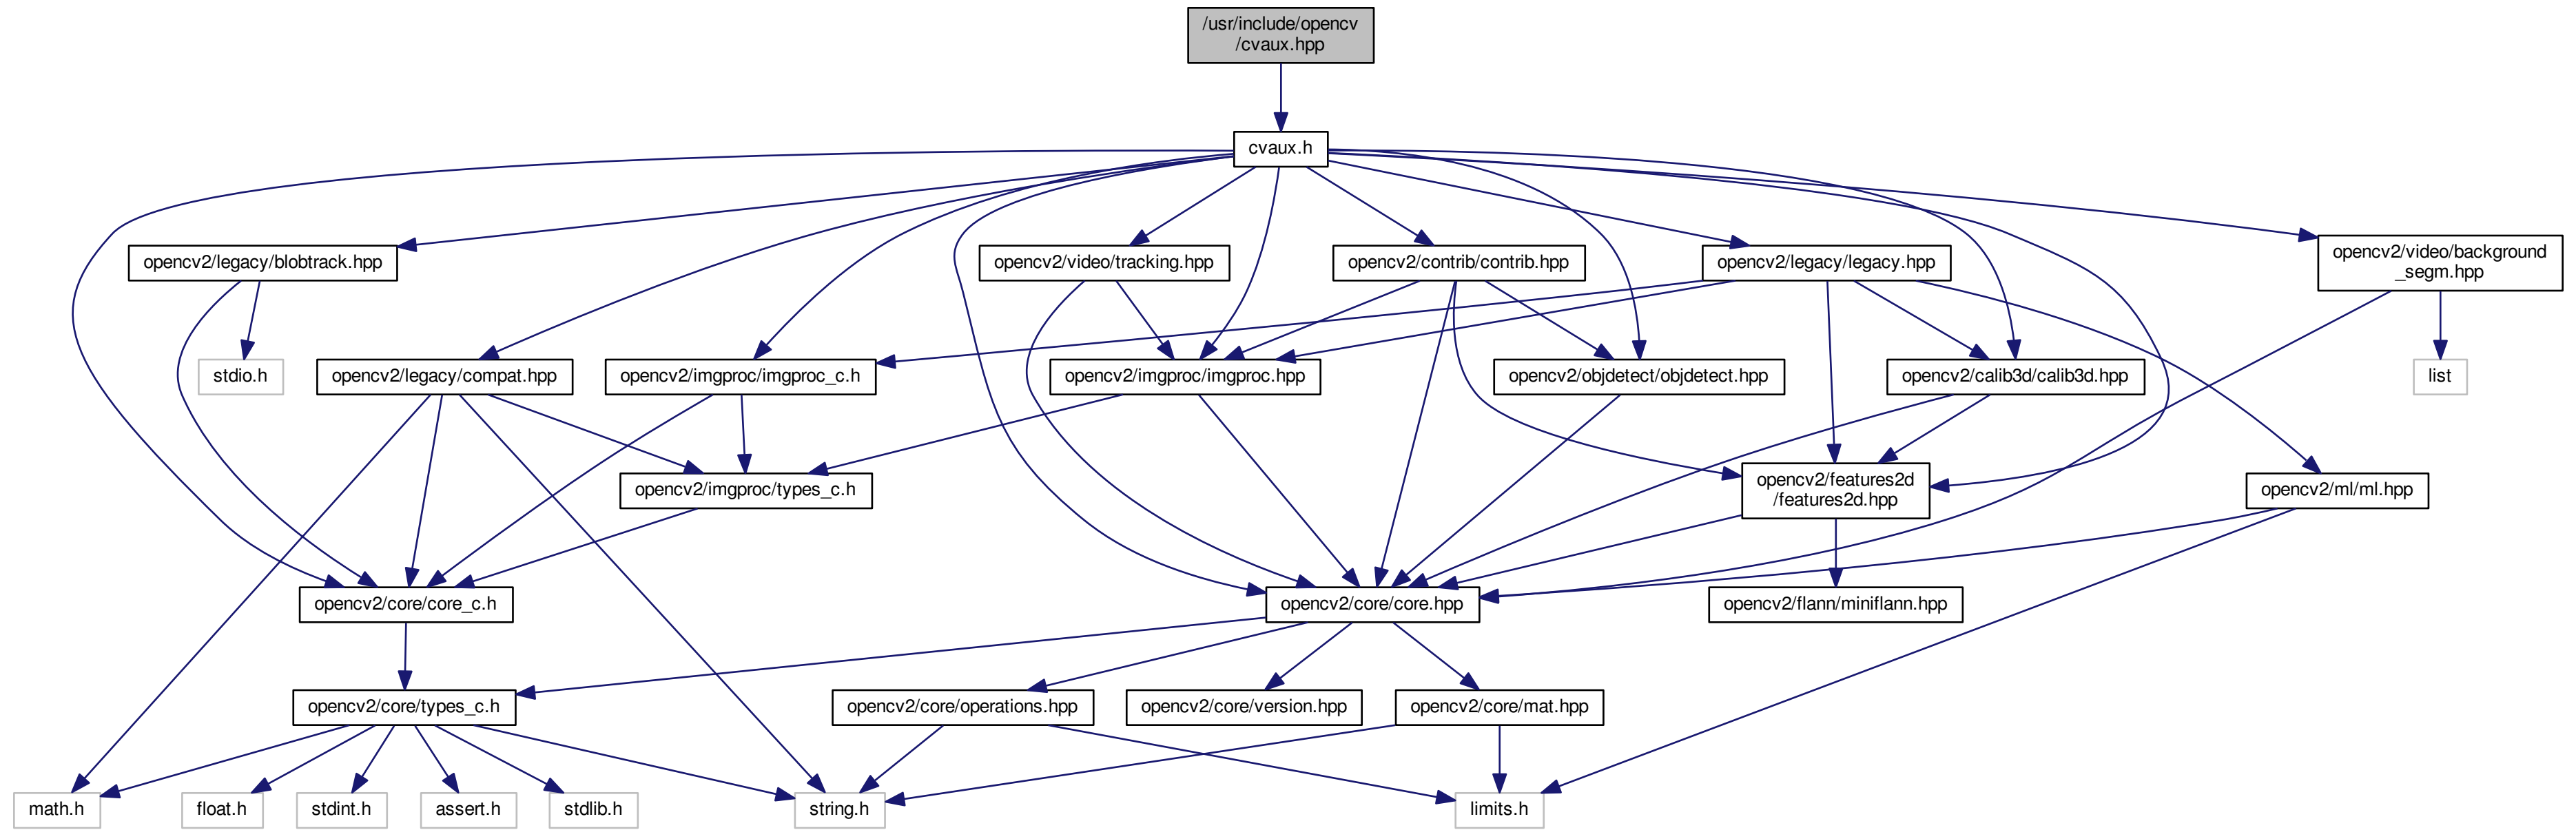 /usr/include/opencv
/cvaux.hpp
cvaux.h
opencv2/legacy/blobtrack.hpp
opencv2/video/tracking.hpp
opencv2/contrib/contrib.hpp
opencv2/legacy/legacy.hpp
opencv2/video/background
_segm.hpp
stdio.h
opencv2/legacy/compat.hpp
opencv2/imgproc/imgproc_c.h
opencv2/imgproc/imgproc.hpp
opencv2/objdetect/objdetect.hpp
opencv2/calib3d/calib3d.hpp
list
opencv2/imgproc/types_c.h
opencv2/features2d
/features2d.hpp
opencv2/ml/ml.hpp
opencv2/core/core_c.h
opencv2/core/core.hpp
opencv2/flann/miniflann.hpp
opencv2/core/types_c.h
opencv2/core/operations.hpp
opencv2/core/version.hpp
opencv2/core/mat.hpp
math.h
float.h
stdint.h
assert.h
stdlib.h
string.h
limits.h